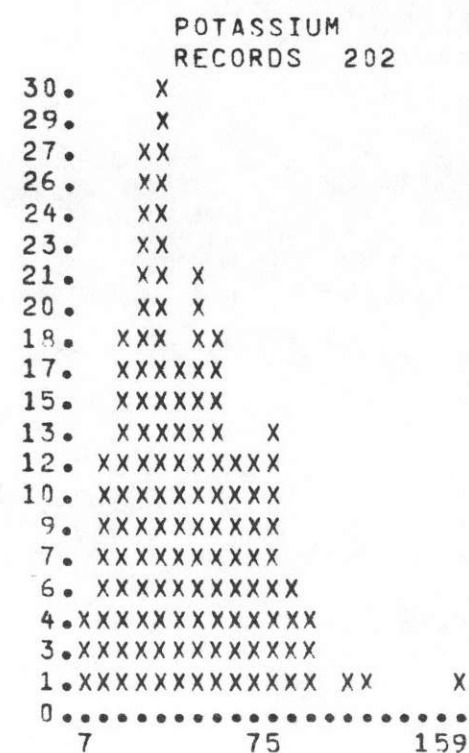 POTASSIUM
RECORDS 202
30. X
29. X
27. XX
26. XX
24. XX
23. XX
21. XX X
20. XX X
18. XXX XX
17. XXXXXX
15. XXXXXX
13. XXXXXX X
12. XXXXXXXXXX
10. XXXXXXXXXX
9. XXXXXXXXXX
7. XXXXXXXXXX
6. XXXXXXXXXXX
4.XXXXXXXXXXXXX
3.XXXXXXXXXXXXX
1.XXXXXXXXXXXXX XX X
0......................
7 75 159